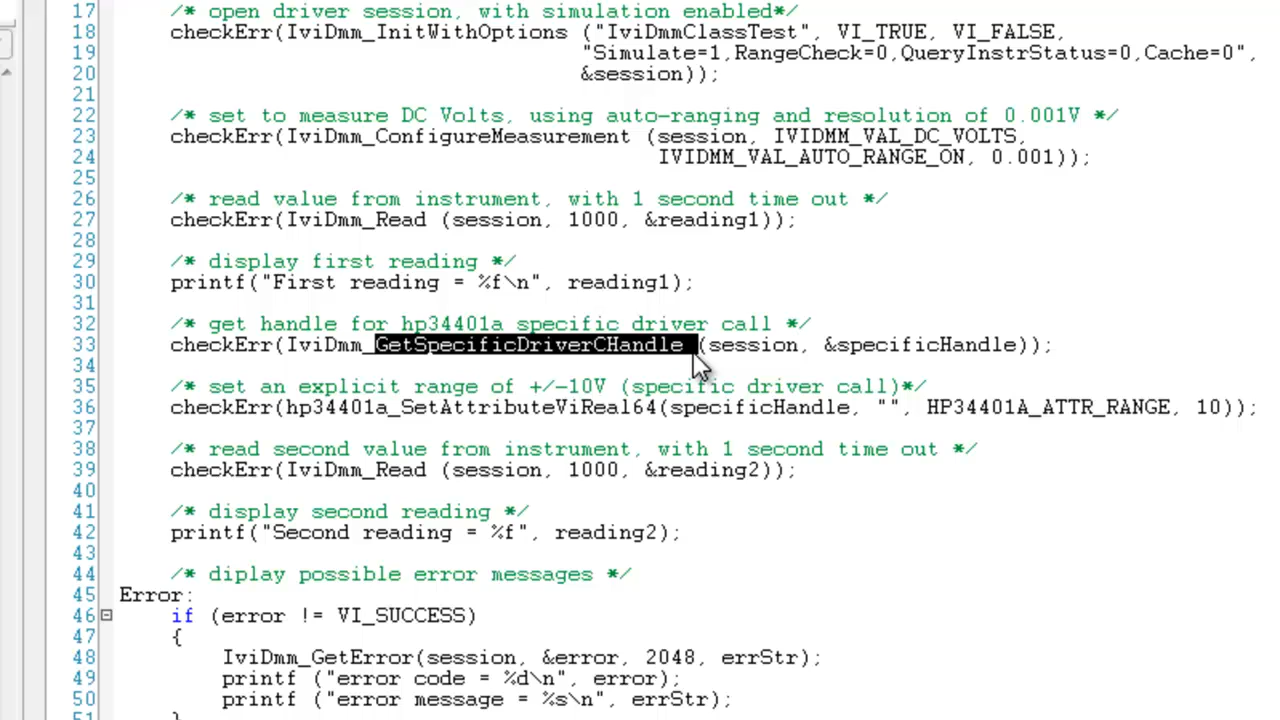 17 /* open driver session, with simulation enabled*/
18 checkErr(IviDmm_InitWithOptions ("IviDmmClassTest", VI_TRUE, VI_FALSE,
19 "Simulate=1,RangeCheck=0,QueryInstrStatus=0,Cache=0",
20 &session));
21
22 /* set to measure DC Volts, using auto-ranging and resolution of 0.001V */
23 checkErr(IviDmm_ConfigureMeasurement (session, IVIDMM_VAL_DC_VOLTS,
24 IVIDMM_VAL_AUTO_RANGE_ON, 0.001));
25
26 /* read value from instrument, with 1 second time out */
27 checkErr(IviDmm_Read (session, 1000, &reading1));
28
29 /* display first reading */
30 printf("First reading = %f\n", reading1);
31
32 /* get handle for hp34401a specific driver call */
33 checkErr(IviDmm_GetSpecificDriverCHandle (session, &specificHandle));
34
35 /* set an explicit range of +/-10V (specific driver call)*/
36 checkErr(hp34401a_SetAttributeViReal64(specificHandle, "", HP34401A_ATTR_RANGE, 10));
37
38 /* read second value from instrument, with 1 second time out */
39 checkErr(IviDmm_Read (session, 1000, &reading2));
40
41 /* display second reading */
42 printf("Second reading = %f", reading2);
43
44 /* diplay possible error messages */
45 Error:
46 if (error != VI_SUCCESS)
47 {
48 IviDmm_GetError(session, &error, 2048, errStr);
49 printf ("error code = %d\n", error);
50 printf ("error message = %s\n", errStr);
51 }